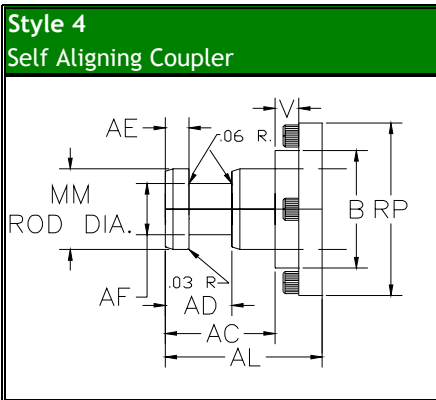 Style 4
Self Aligning Coupler
V
AE
.06 R.
MM
ROD DIA.
B RP
AF
.03 R
AD
AC
AL